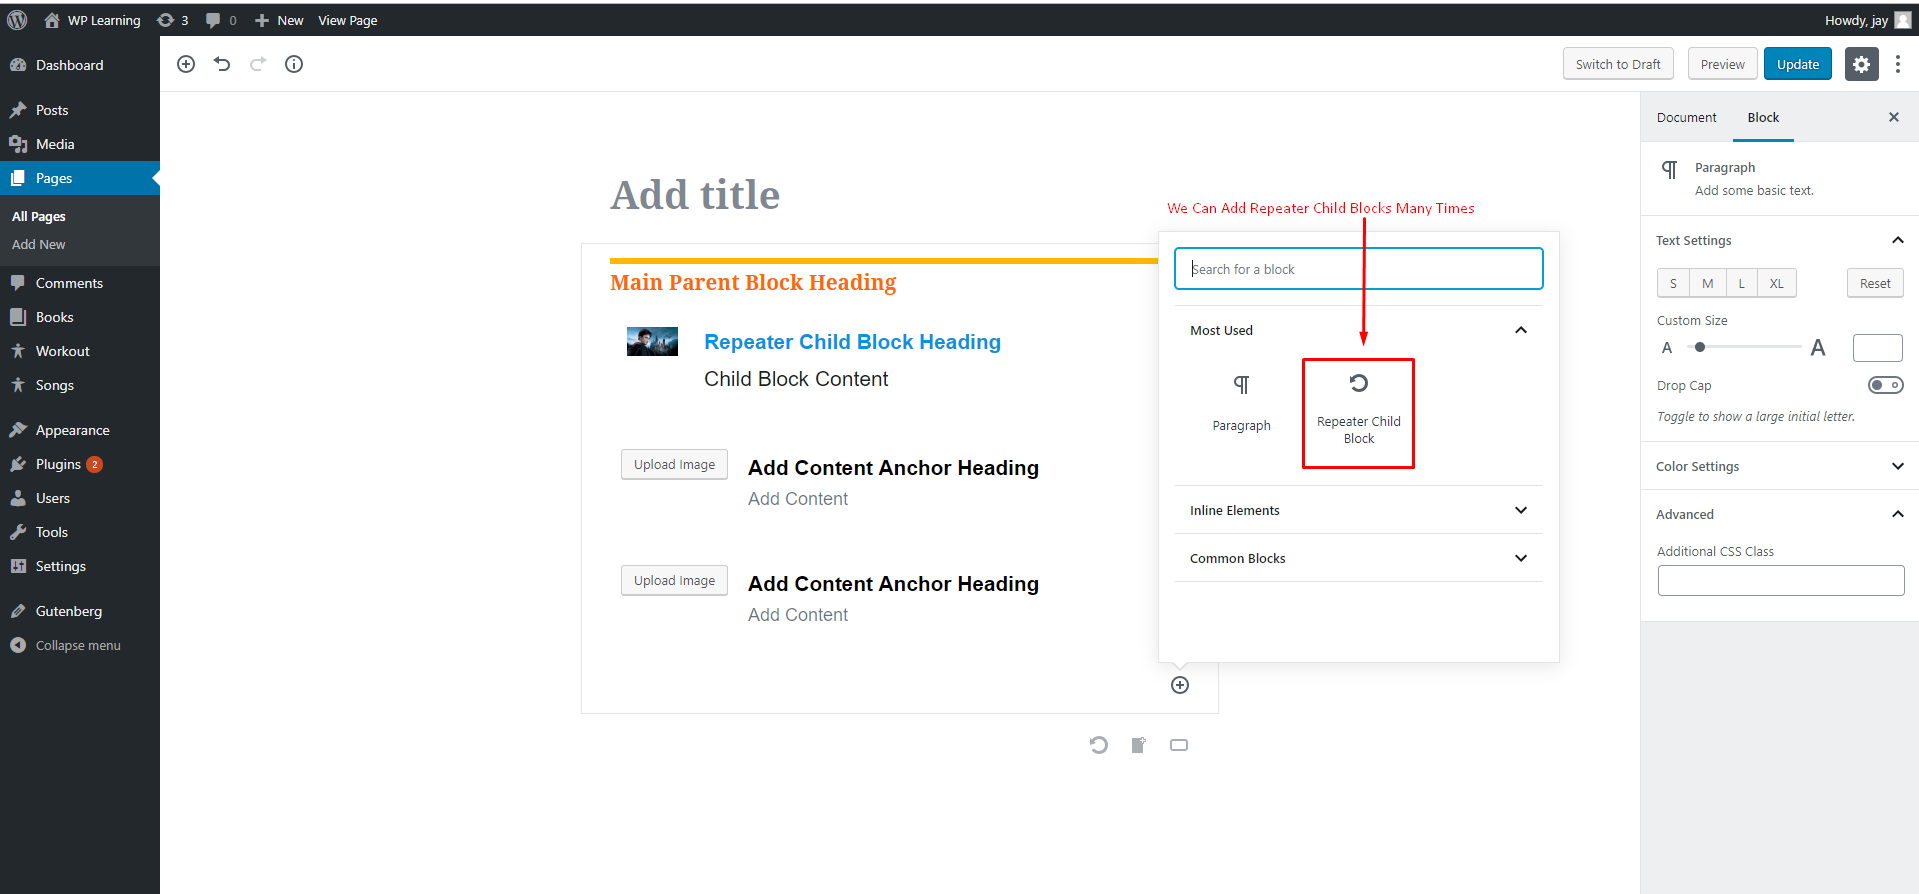 WP Learning 3 0 New View Page Howdy, jay
Dashboard
Posts
Media
Pages
All Pages
Add New
Comments
Books
Workout
Songs
Appearance
Plugins 2
Users
Tools
Settings
Gutenberg
Collapse menu
Switch to Draft Preview Update
Add title
Main Parent Block Heading
Repeater Child Block Heading
Child Block Content
Upload Image Add Content Anchor Heading
Add Content
Upload Image Add Content Anchor Heading
Add Content
We Can Add Repeater Child Blocks Many Times
Search for a block
Most Used
Paragraph
Repeater Child
Block
Inline Elements
Common Blocks
Document Block
Paragraph
Add some basic text.
Text Settings
S M L XL Reset
Custom Size
A A
Drop Cap
Toggle to show a large initial letter.
Color Settings
Advanced
Additional CSS Class